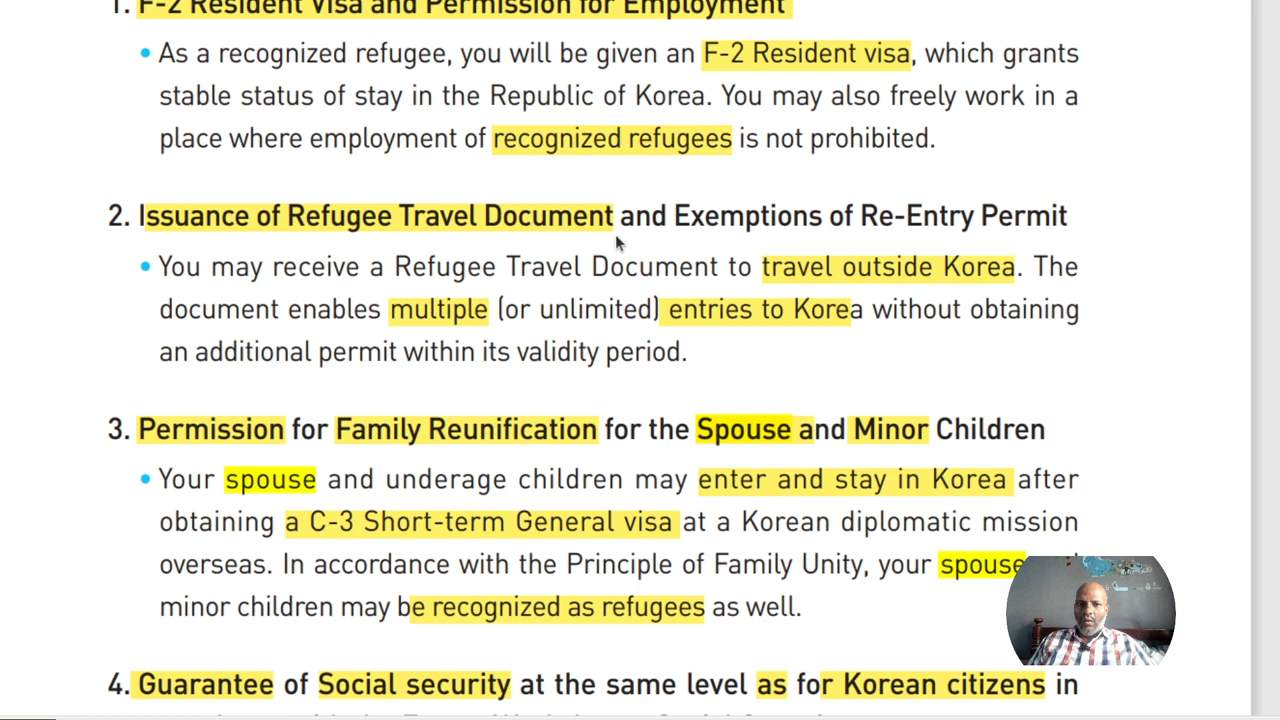 1. F-2 Resident Visa and Permission for Employment
• As a recognized refugee, you will be given an F-2 Resident visa, which grants
stable status of stay in the Republic of Korea. You may also freely work in a
place where employment of recognized refugees is not prohibited.
2. Issuance of Refugee Travel Document and Exemptions of Re-Entry Permit
• You may receive a Refugee Travel Document to travel outside Korea. The
document enables multiple (or unlimited) entries to Korea without obtaining
an additional permit within its validity period.
3. Permission for Family Reunification for the Spouse and Minor Children
• Your spouse and underage children may enter and stay in Korea after
obtaining a C-3 Short-term General visa at a Korean diplomatic mission
overseas. In accordance with the Principle of Family Unity, your spouse
minor children may be recognized as refugees as well.
4. Guarantee of Social security at the same level as for Korean citizens in